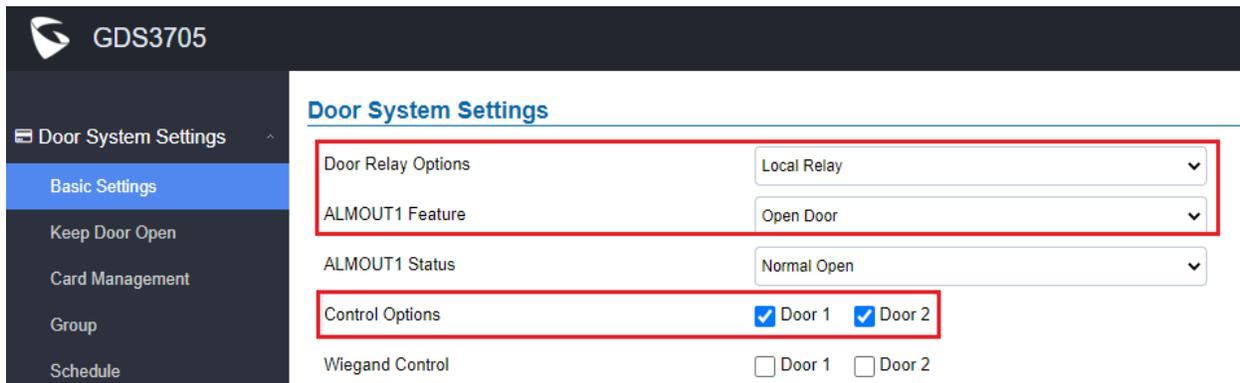 GDS3705
Door System Settings
Basic Settings
Keep Door Open
Card Management
Group
Schedule
Door System Settings
Door Relay Options Local Relay
ALMOUT1 Feature Open Door
ALMOUT1 Status Normal Open
Control Options Door 1 Door 2
Wiegand Control Door 1 Door 2